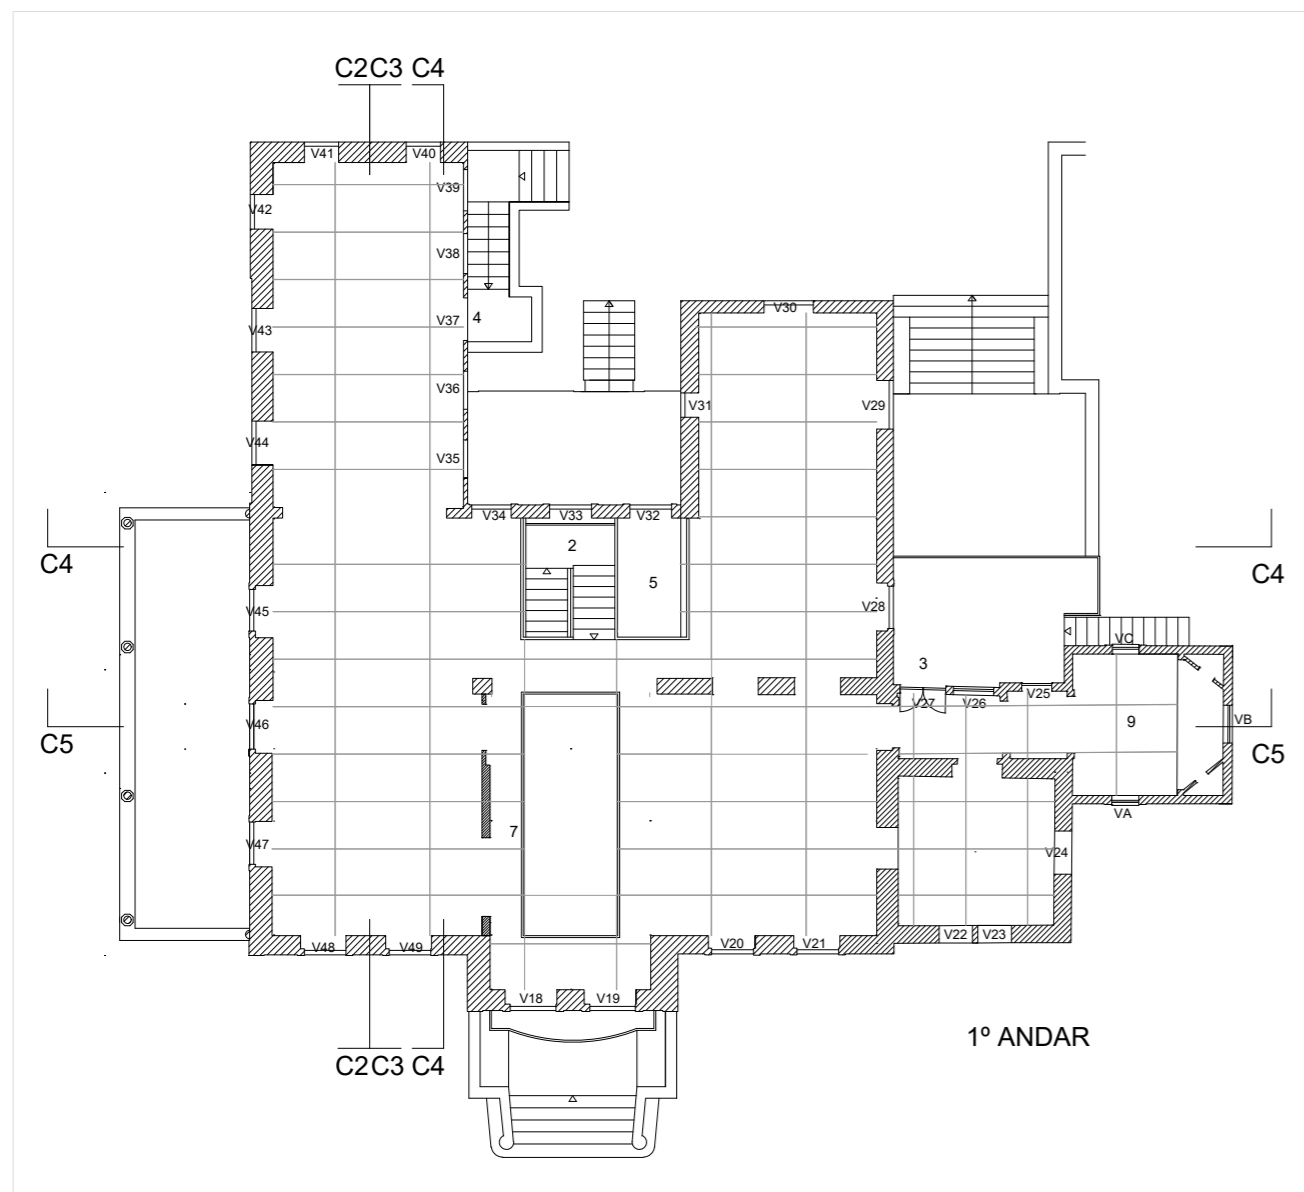 C2C3 C4
V41 V40
V39
V42
V38
V43 V37 4 V30
V36
V31 V29
V44 V35
V34 V33 V32
2
C4 C4
5
V45 V28
VC
3
V27 V26 V25
C5 V46 9 VB C5
VA
7
V47 V24
V48 V49 V20 V21 V22 V23
V18 V19
1º ANDAR
C2C3 C4